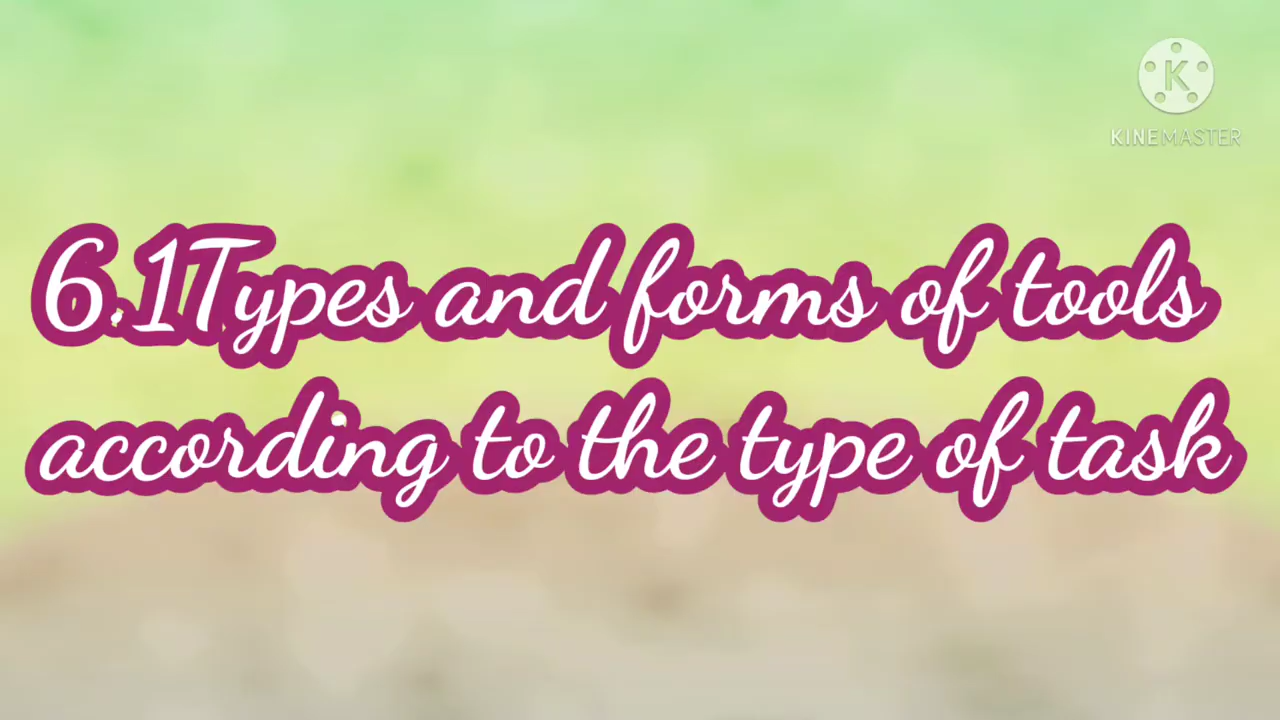 K
KINEMASTER
6.1Types and forms of tools
according to the type of task